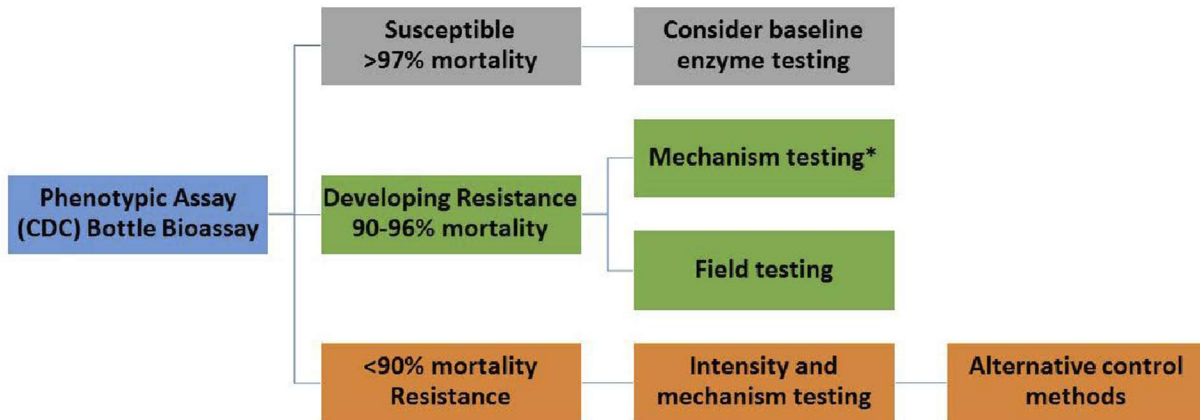 Susceptible
>97% mortality
Consider baseline
enzyme testing
Mechanism testing*
Phenotypic Assay
(CDC) Bottle Bioassay
Developing Resistance
90-96% mortality
Field testing
<90% mortality
Resistance
Intensity and
mechanism testing
Alternative control
methods